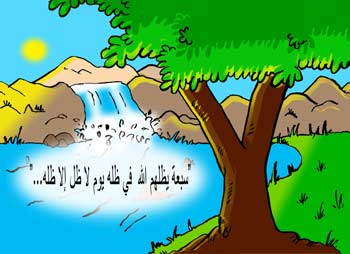 "سبعة يظلهم الله في ظله يوم لا ظل إلا ظله..."